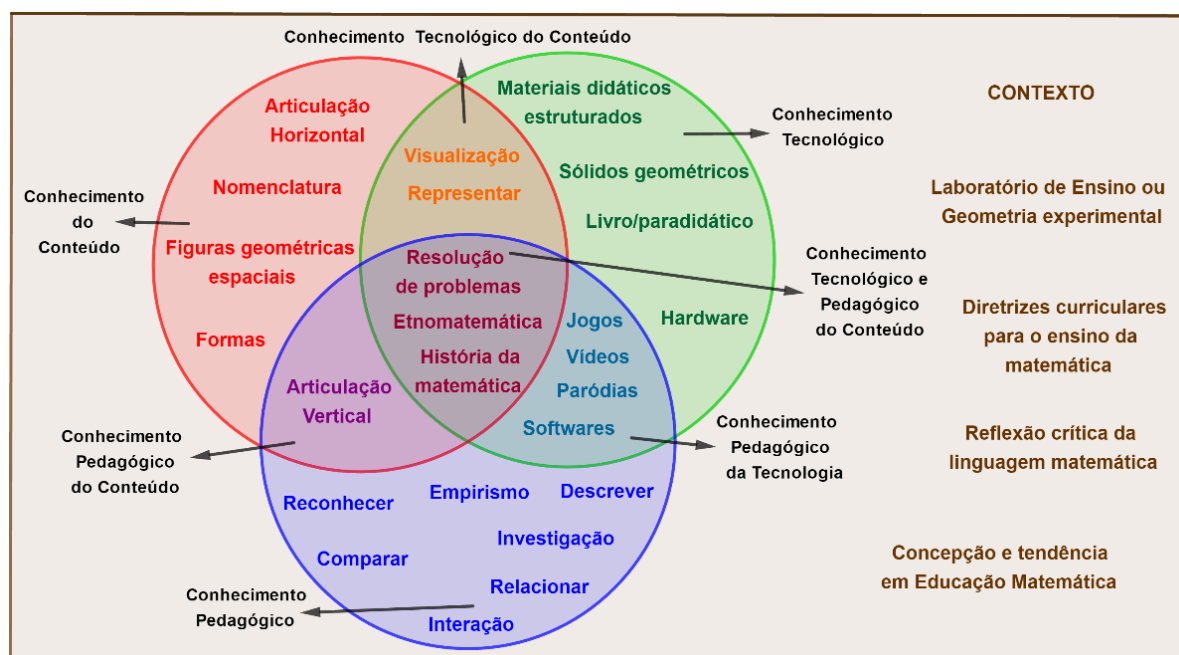 Conhecimento Tecnológico do Conteúdo
Articulação
Horizontal
Nomenclatura
Figuras geométricas
espaciais
Formas
Conhecimento
do
Conteúdo
Visualização
Representar
Materiais didáticos
estruturados
Sólidos geométricos
Livro/paradidático
Hardware
Conhecimento
Tecnológico
Resolução
de problemas
Etnomatemática
História da
matemática
Conhecimento
Tecnológico e
Pedagógico
do Conteúdo
Jogos
Vídeos
Paródias
Softwares
Conhecimento
Pedagógico
da Tecnologia
Articulação
Vertical
Conhecimento
Pedagógico
do Conteúdo
Reconhecer
Empirismo
Descrever
Investigação
Comparar
Relacionar
Interação
Conhecimento
Pedagógico
CONTEXTO
Laboratório de Ensino ou
Geometria experimental
Diretrizes curriculares
para o ensino da
matemática
Reflexão crítica da
linguagem matemática
Concepção e tendência
em Educação Matemática